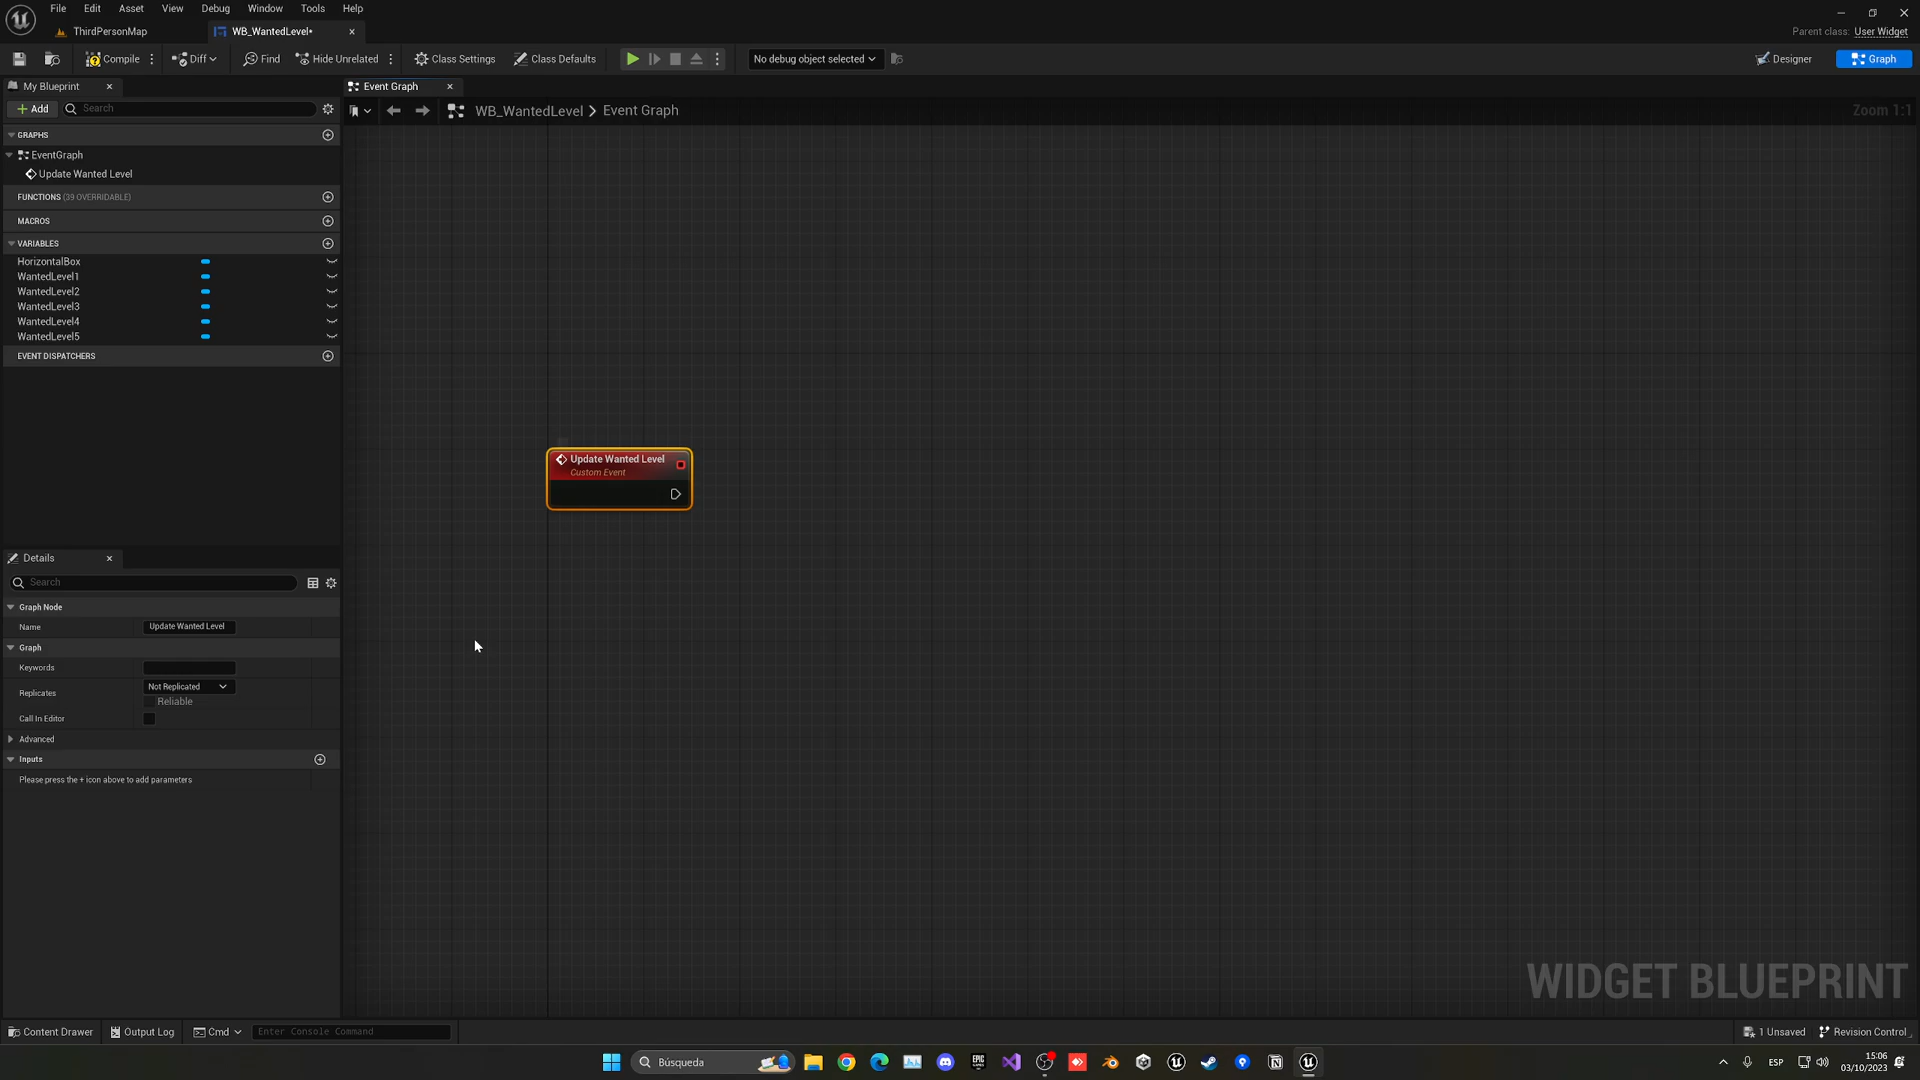 File Edit View Asset Debug Window Tools Help
ThirdPersonMap
WB_WantedLevel*
Parent class: User Widget
Compile
Diff
Find
Hide Unrelated
Class Settings
Class Defaults
No debug object selected
Designer
Graph
My Blueprint
Event Graph
Add
Search
WB_WantedLevel > Event Graph
Zoom 1:1
GRAPHS
EventGraph
Update Wanted Level
FUNCTIONS (39 OVERRIDABLE)
MACROS
VARIABLES
HorizontalBox
WantedLevel1
WantedLevel2
WantedLevel3
WantedLevel4
WantedLevel5
EVENT DISPATCHERS
Update Wanted Level
Custom Event
Details
Search
Graph Node
Name
Update Wanted Level
Graph
Keywords
Replicates
Not Replicated
Reliable
Call In Editor
Advanced
Inputs
Please press the + icon above to add parameters
WIDGET BLUEPRINT
Content Drawer
Output Log
Cmd
Enter Console Command
1 Unsaved
Revision Control
Búsqueda
EPIC GAMES
ESP
15:06
03/10/2023